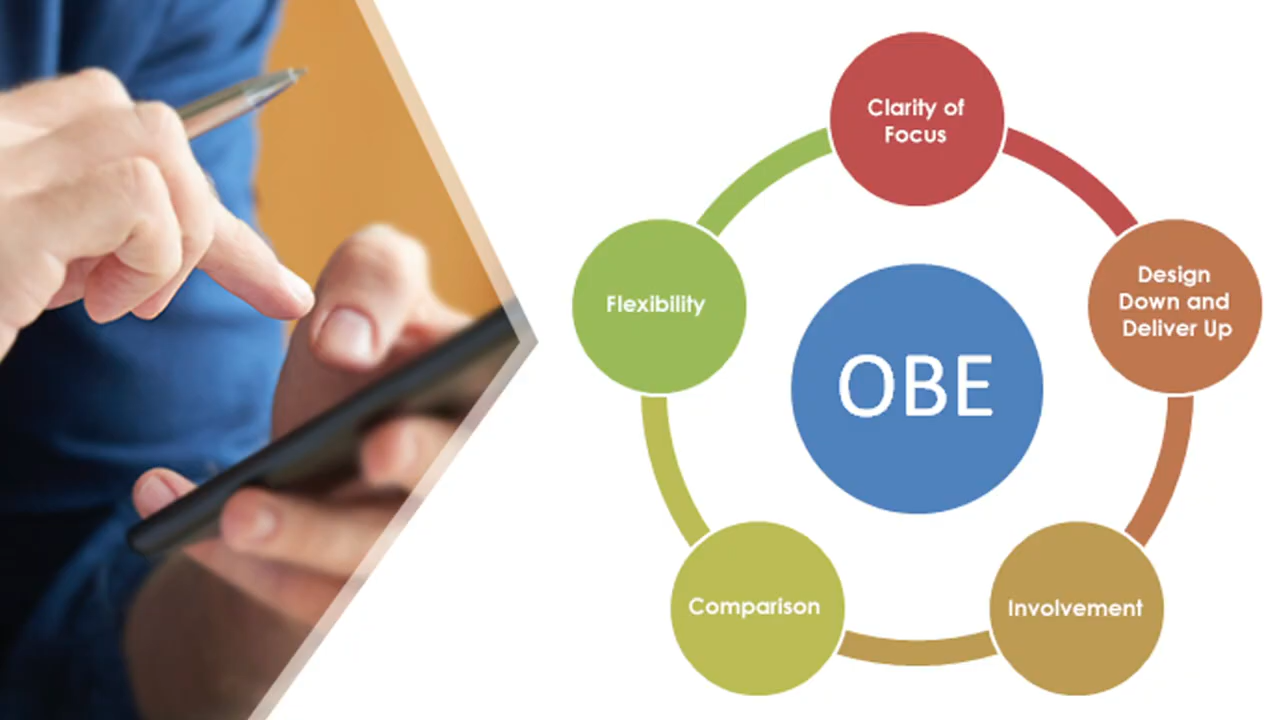 Clarity of
Focus
Design
Down and
Deliver Up
Flexibility
OBE
Comparison
Involvement